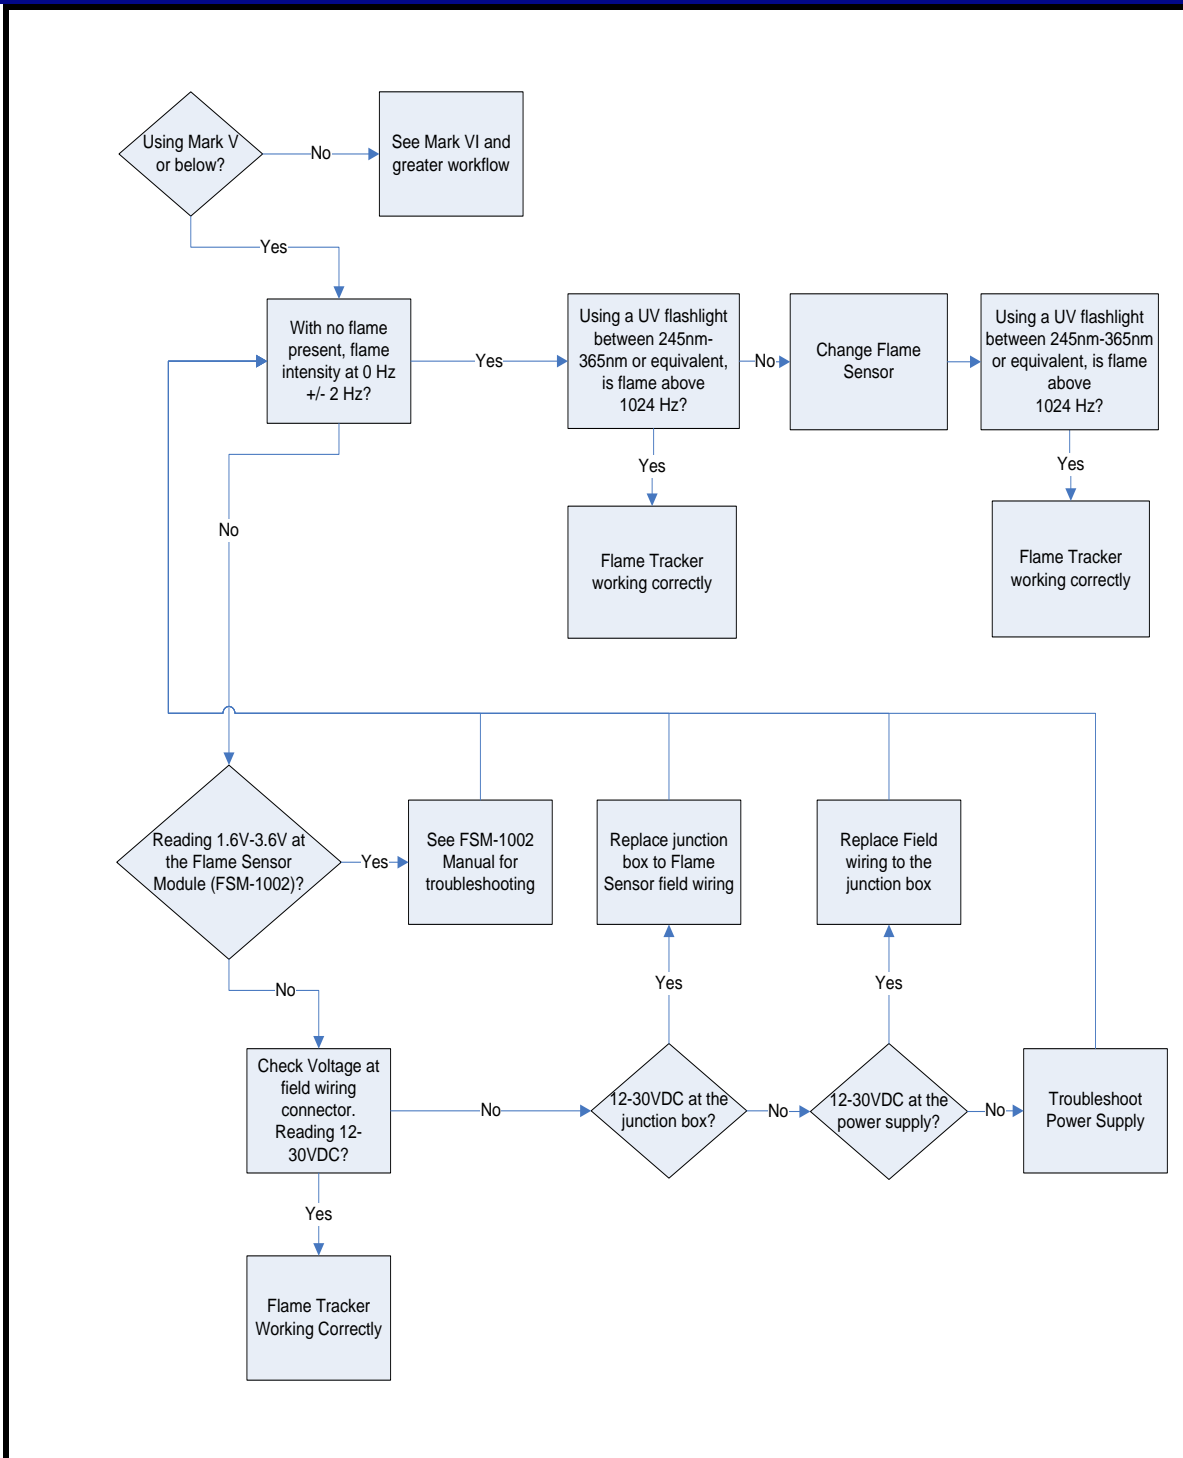 Using Mark V
or below?
No
See Mark VI and
greater workflow
Yes
With no flame
present, flame
intensity at 0 Hz
+/- 2 Hz?
Yes
Using a UV flashlight
between 245nm-
365nm or equivalent,
is flame above
1024 Hz?
No
Change Flame
Sensor
Using a UV flashlight
between 245nm-365nm
or equivalent, is flame
above
1024 Hz?
Yes
Yes
Flame Tracker
working correctly
Flame Tracker
working correctly
No
Reading 1.6V-3.6V at
the Flame Sensor
Module (FSM-1002)?
Yes
See FSM-1002
Manual for
troubleshooting
Replace junction
box to Flame
Sensor field wiring
Replace Field
wiring to the
junction box
No
Yes
Yes
Check Voltage at
field wiring
connector.
Reading 12-
30VDC?
No
12-30VDC at the
junction box?
No
12-30VDC at the
power supply?
No
Troubleshoot
Power Supply
Yes
Flame Tracker
Working Correctly